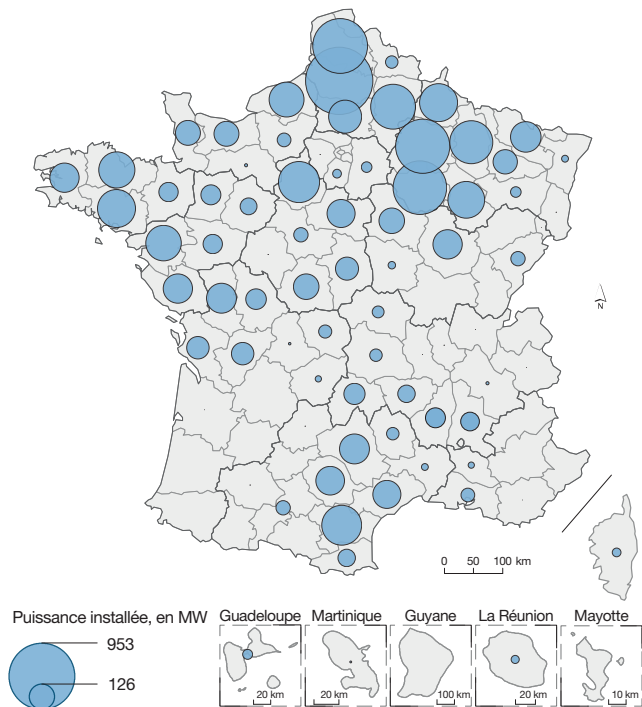 N
0 50 100 km
Puissance installée, en MW
953
126
Guadeloupe
20 km
Martinique
20 km
Guyane
100 km
La Réunion
20 km
Mayotte
10 km